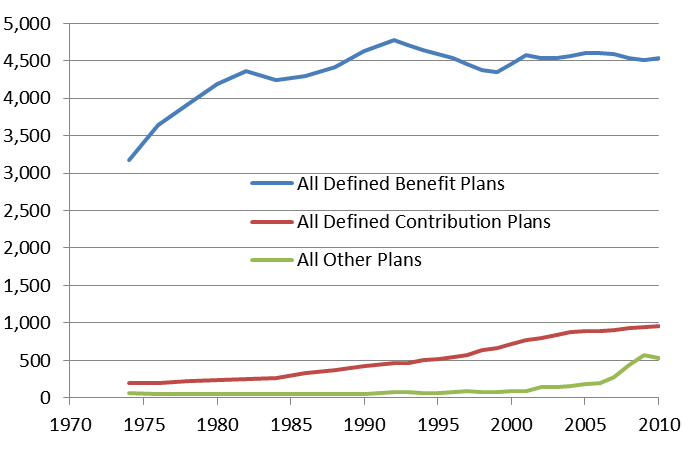 5,000
4,500
4,000
3,500
3,000
2,500
2,000
1,500
1,000
500
0
All Defined Benefit Plans
All Defined Contribution Plans
All Other Plans
1970 1975 1980 1985 1990 1995 2000 2005 2010